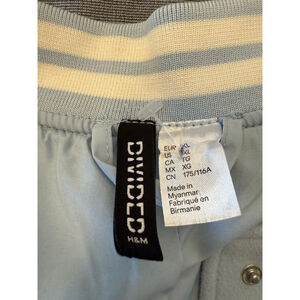 DIVIDED
H&M
EUR XL
US XL
CA TG
MX XG
CN 175/116A
Made in
Myanmar
Fabriqué en
Birmanie